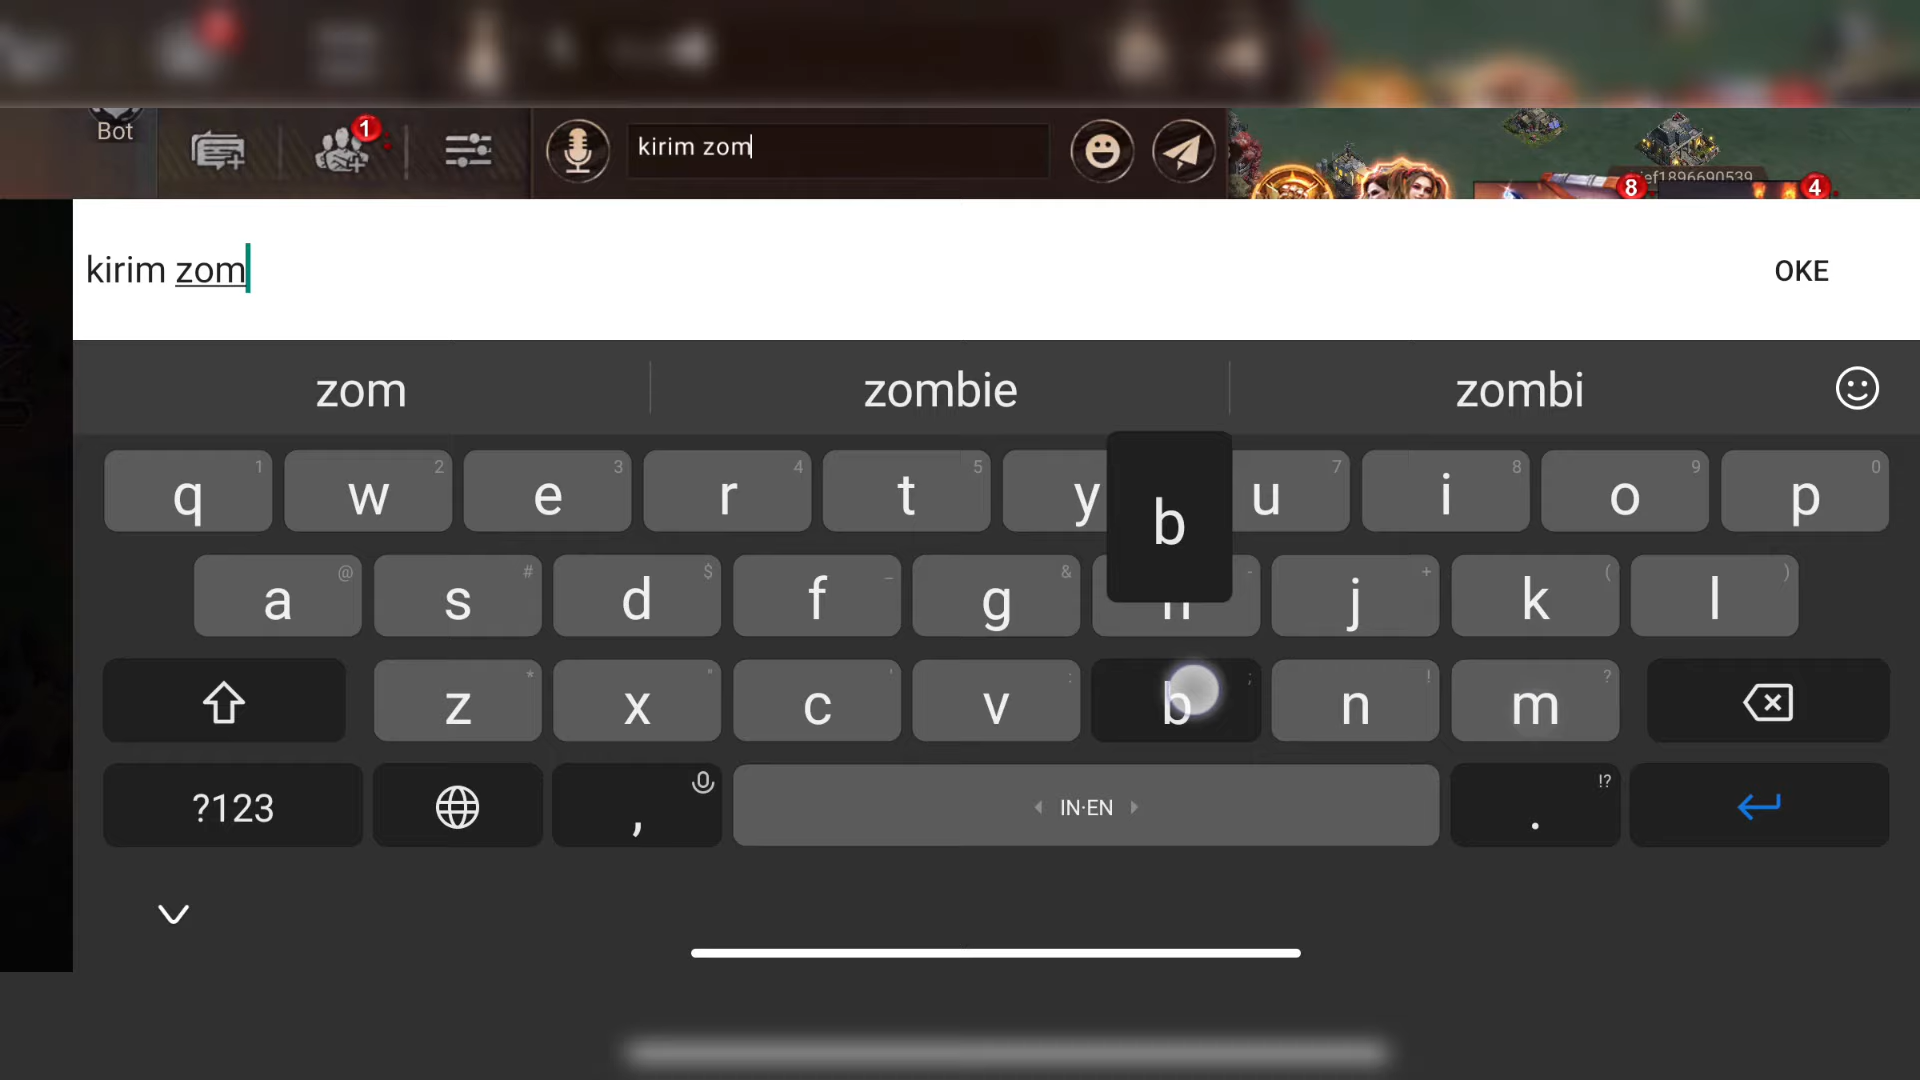 Bot
1
kirim zom
ef1896690539
8
4
kirim zom
OKE
zom zombie zombi
q 1 w 2 e 3 r 4 t 5 y b u 7 i 8 o 9 p 0
a @ s # d $ f _ g & h - j + k ( l )
z * x " c ' v : b ; n ! m ?
?123 , IN·EN . !?